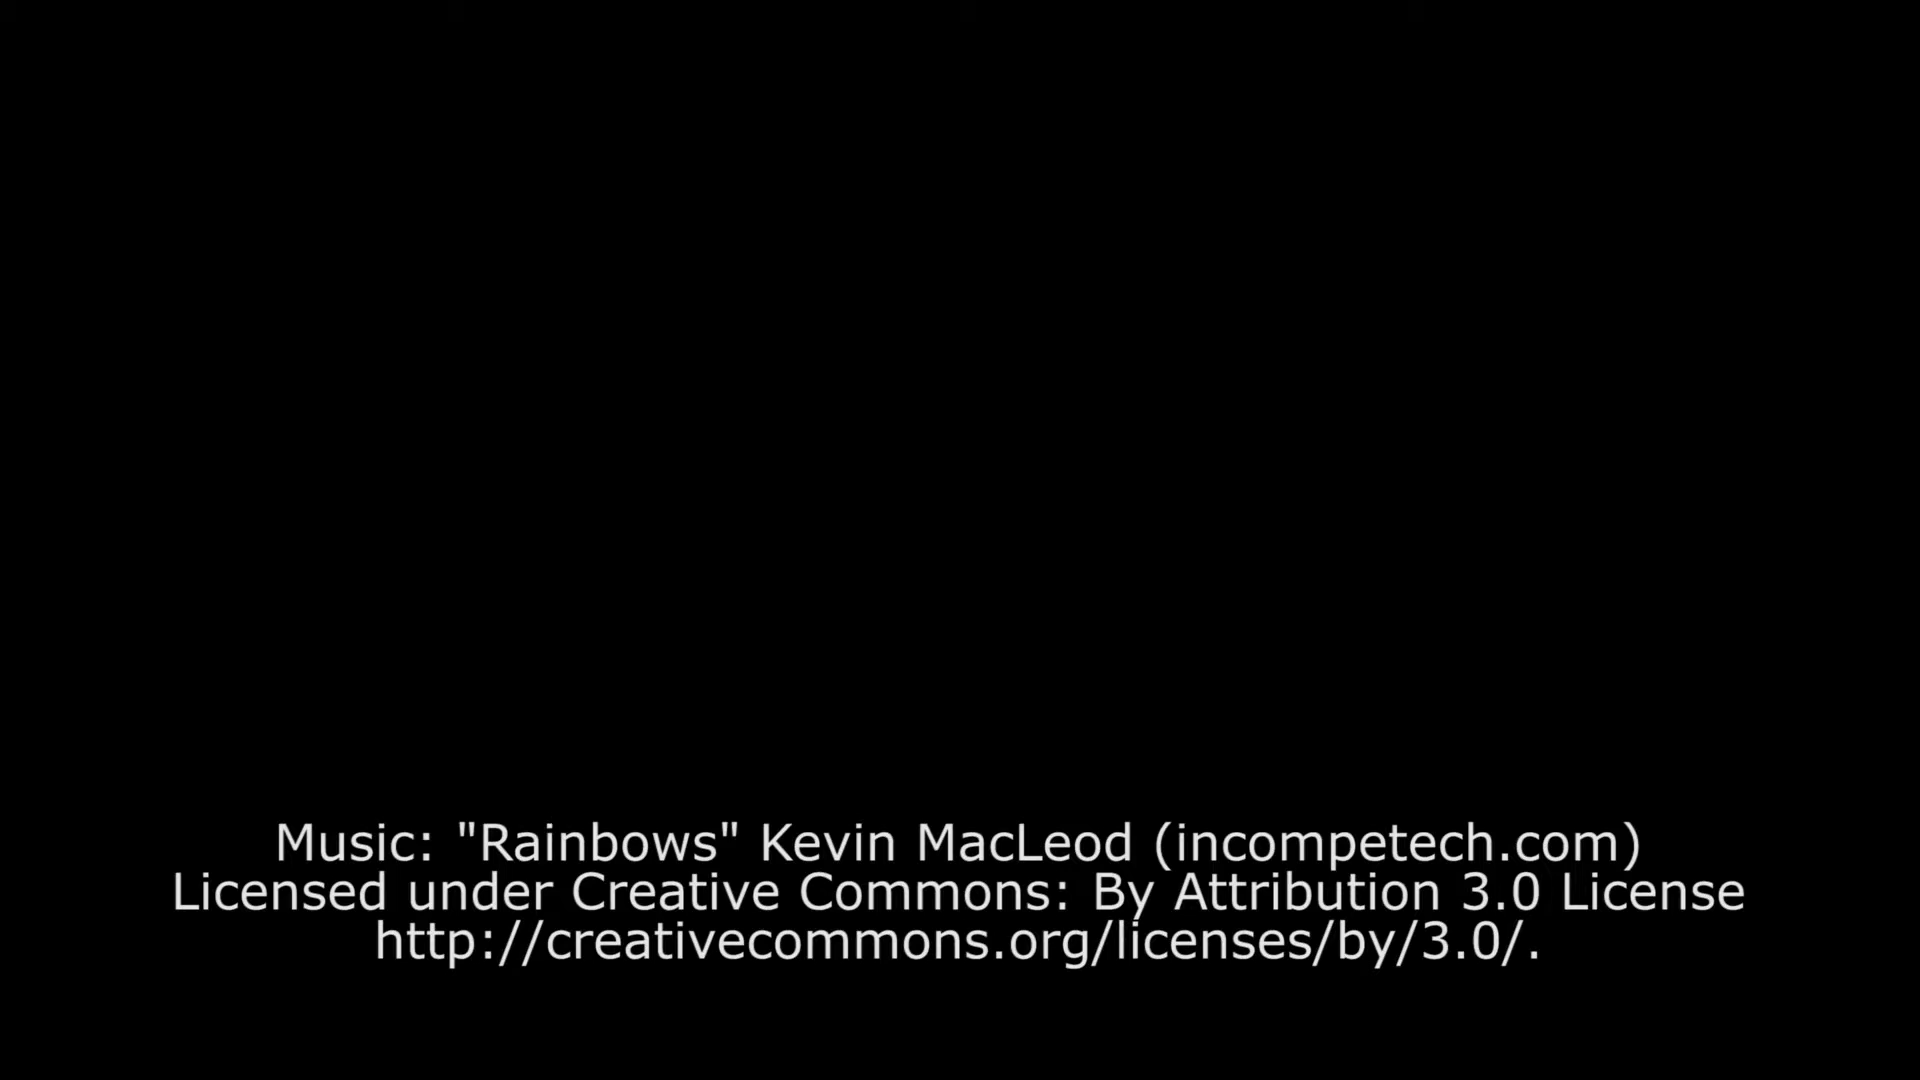 Music: "Rainbows" Kevin MacLeod (incompetech.com)
Licensed under Creative Commons: By Attribution 3.0 License
http://creativecommons.org/licenses/by/3.0/.